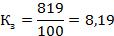 Кз = 819/100 = 8,19